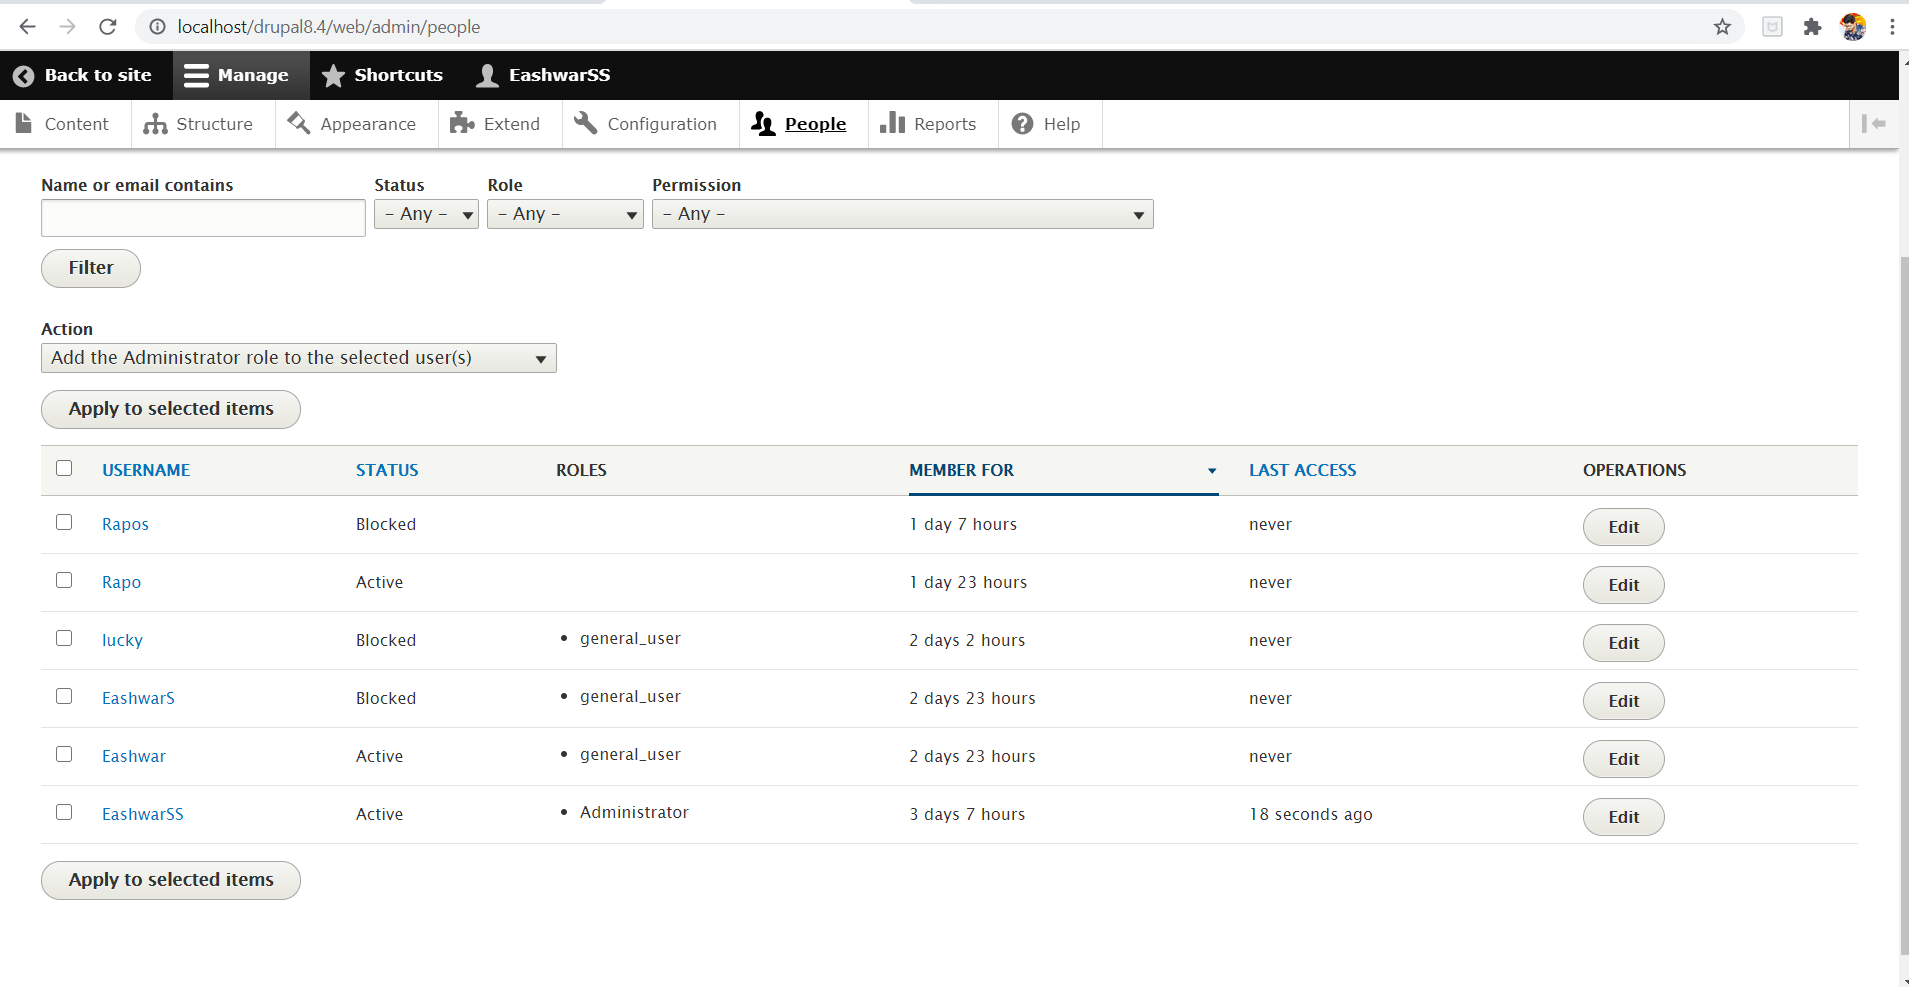 localhost/drupal8.4/web/admin/people
Back to site Manage Shortcuts EashwarSS
Content Structure Appearance Extend Configuration People Reports Help
Name or email contains Status Role Permission
- Any - - Any - - Any -
Filter
Action
Add the Administrator role to the selected user(s)
Apply to selected items
USERNAME STATUS ROLES MEMBER FOR LAST ACCESS OPERATIONS
Rapos Blocked 1 day 7 hours never Edit
Rapo Active 1 day 23 hours never Edit
lucky Blocked • general_user 2 days 2 hours never Edit
EashwarS Blocked • general_user 2 days 23 hours never Edit
Eashwar Active • general_user 2 days 23 hours never Edit
EashwarSS Active • Administrator 3 days 7 hours 18 seconds ago Edit
Apply to selected items